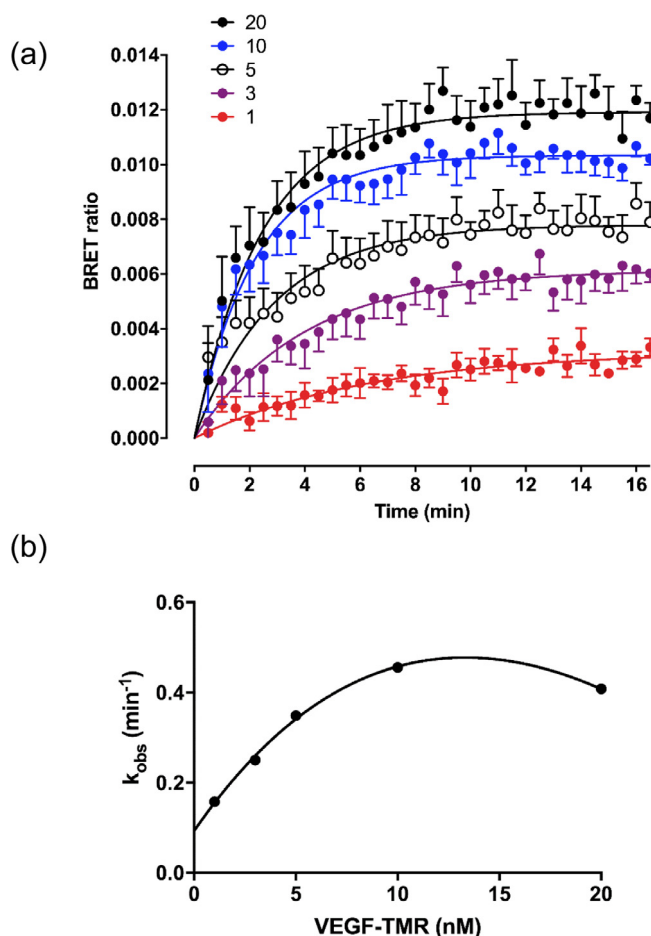 (a)
20
10
5
3
1
0.014
0.012
0.010
0.008
0.006
0.004
0.002
0.000
BRET ratio
0 2 4 6 8 10 12 14 16
Time (min)
(b)
0.6
0.4
0.2
0.0
kobs (min⁻¹)
0 5 10 15 20
VEGF-TMR (nM)